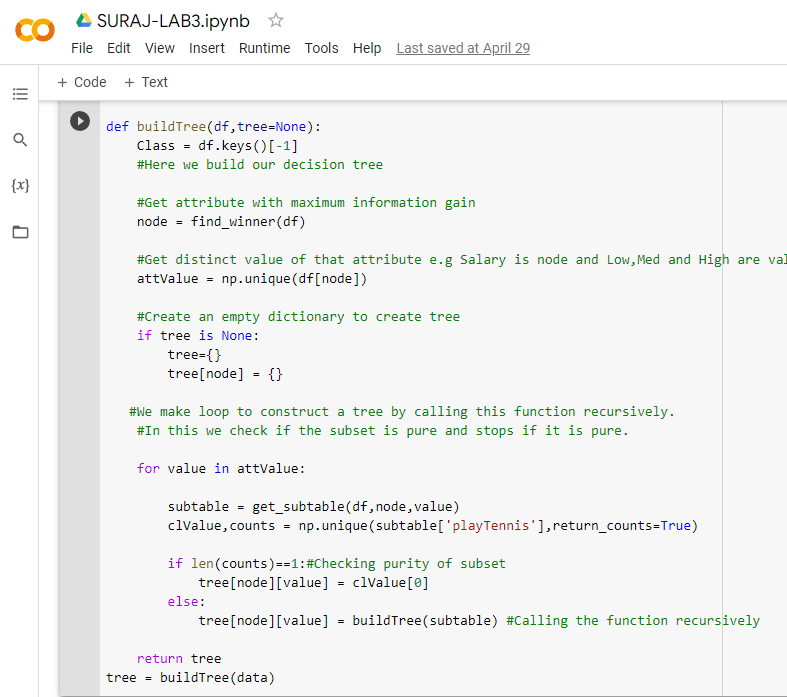 SURAJ-LAB3.ipynb
File Edit View Insert Runtime Tools Help Last saved at April 29
+ Code + Text
{x}
def buildTree(df,tree=None):
    Class = df.keys()[-1]
    #Here we build our decision tree

    #Get attribute with maximum information gain
    node = find_winner(df)

    #Get distinct value of that attribute e.g Salary is node and Low,Med and High are val
    attValue = np.unique(df[node])

    #Create an empty dictionary to create tree
    if tree is None:
        tree={}
        tree[node] = {}

   #We make loop to construct a tree by calling this function recursively.
    #In this we check if the subset is pure and stops if it is pure.

    for value in attValue:

        subtable = get_subtable(df,node,value)
        clValue,counts = np.unique(subtable['playTennis'],return_counts=True)

        if len(counts)==1:#Checking purity of subset
            tree[node][value] = clValue[0]
        else:
            tree[node][value] = buildTree(subtable) #Calling the function recursively

    return tree
tree = buildTree(data)